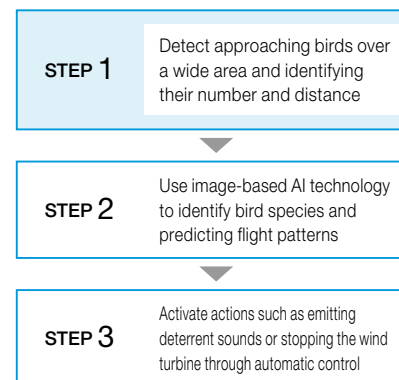 STEP 1
Detect approaching birds over
a wide area and identifying
their number and distance
STEP 2
Use image-based AI technology
to identify bird species and
predicting flight patterns
STEP 3
Activate actions such as emitting
deterrent sounds or stopping the wind
turbine through automatic control